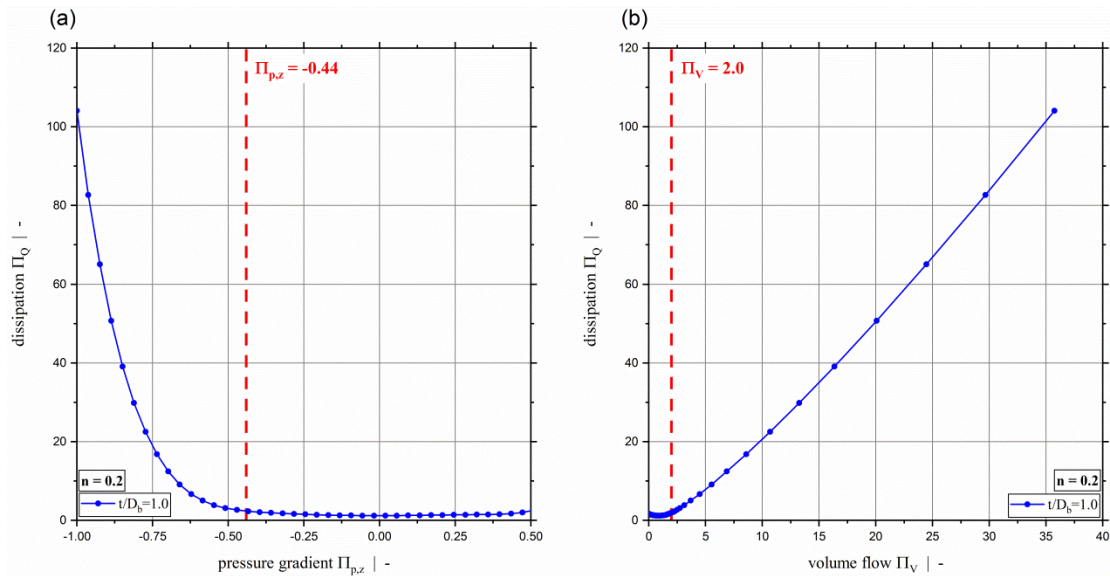 (a)
120
100
80
60
40
20
0
dissipation Π_Q | -
Π_p,z = -0.44
n = 0.2
t/D_b=1.0
-1.00
-0.75
-0.50
-0.25
0.00
0.25
0.50
pressure gradient Π_p,z | -
(b)
120
100
80
60
40
20
0
dissipation Π_Q | -
Π_V = 2.0
n = 0.2
t/D_b=1.0
0
5
10
15
20
25
30
35
40
volume flow Π_V | -